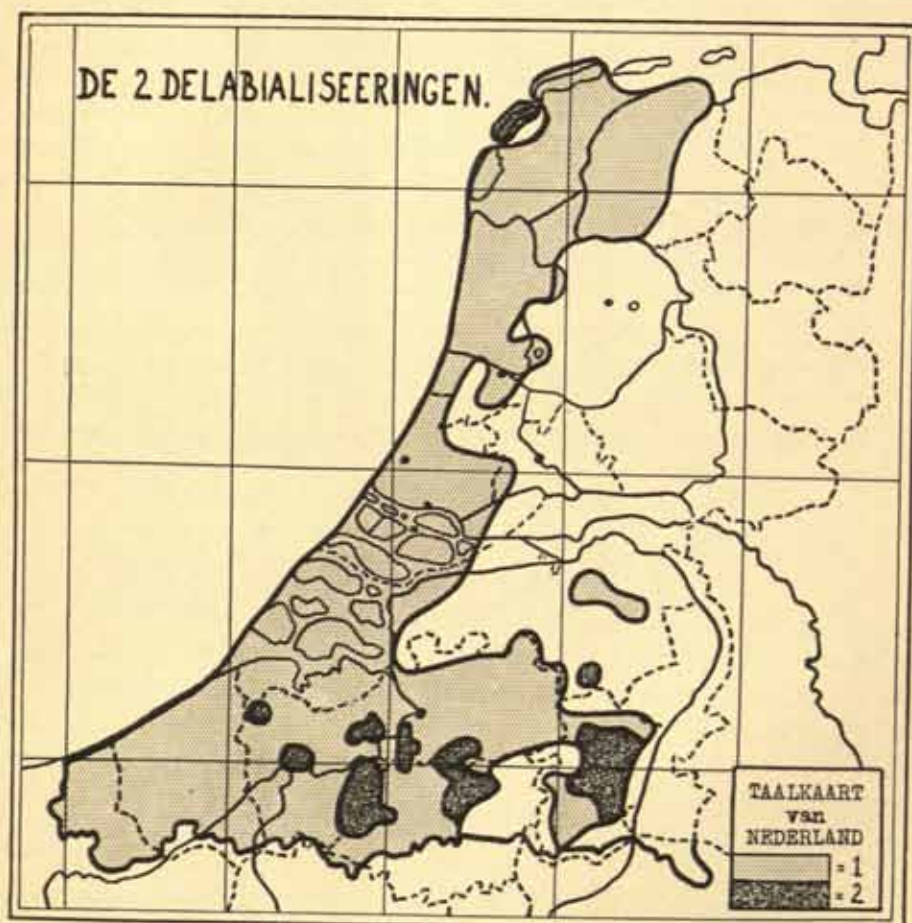 DE 2 DELABIALISEERINGEN.
TAALKAART
van
NEDERLAND
= 1
= 2